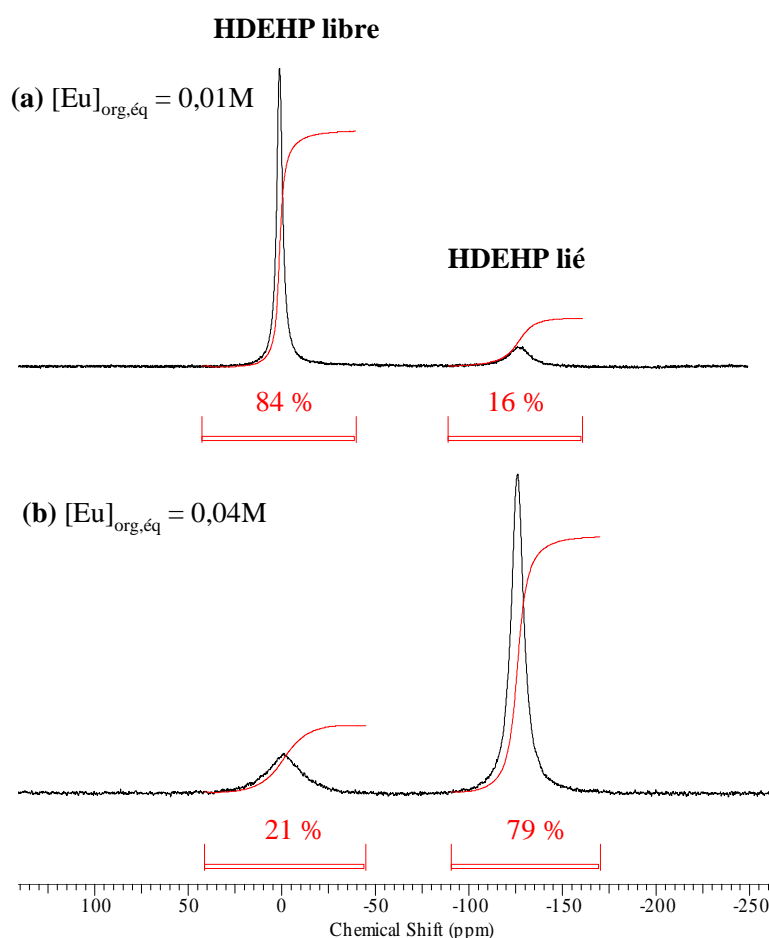 HDEHP libre
(a) [Eu]org,éq = 0,01M
HDEHP lié
84 %
16 %
(b) [Eu]org,éq = 0,04M
21 %
79 %
100 50 0 -50 -100 -150 -200 -250
Chemical Shift (ppm)